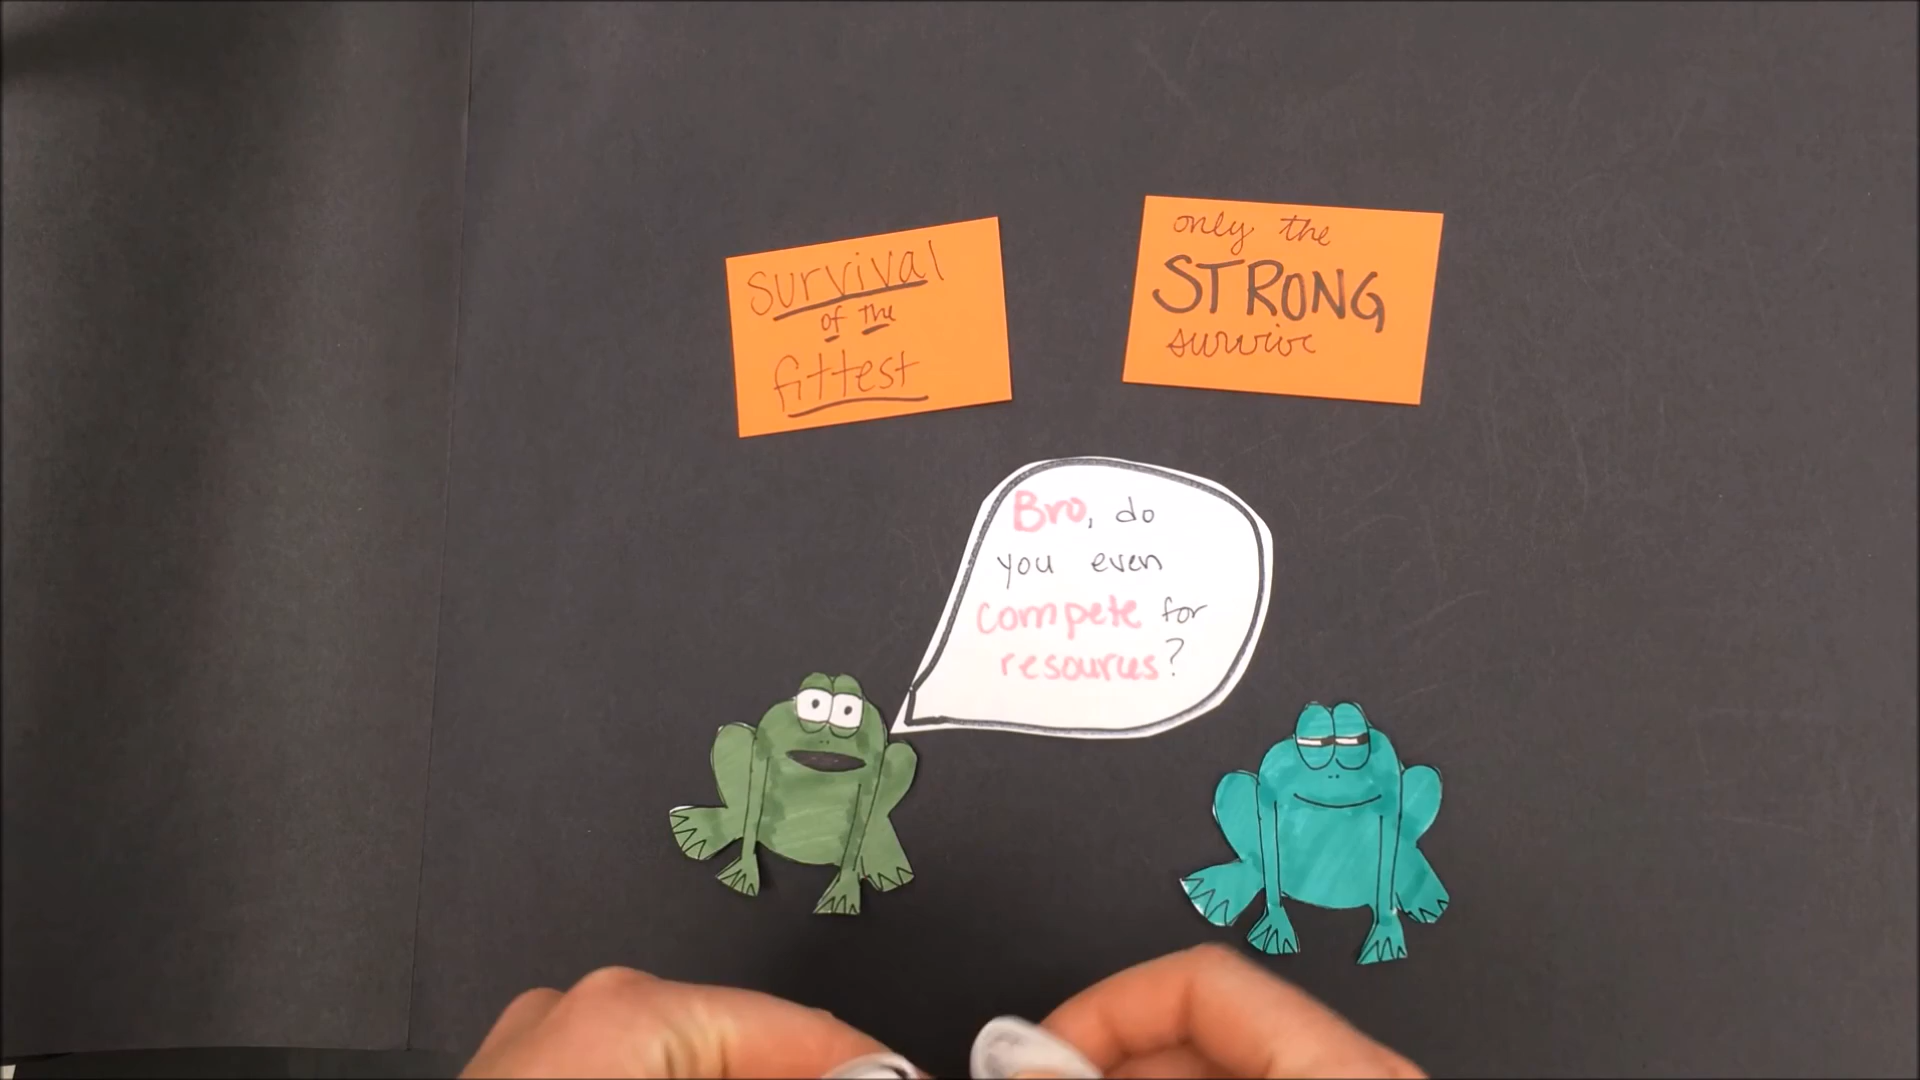 survival
of the
fittest
only the
STRONG
survive
Bro, do
you even
compete for
resources?